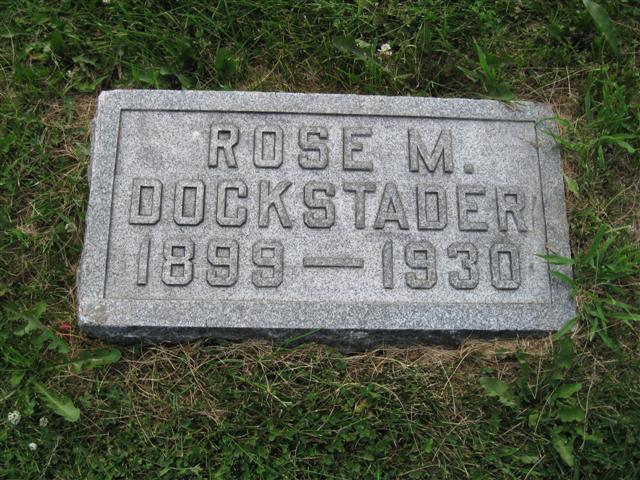 ROSE M.
DOCKSTADER
1899 — 1930